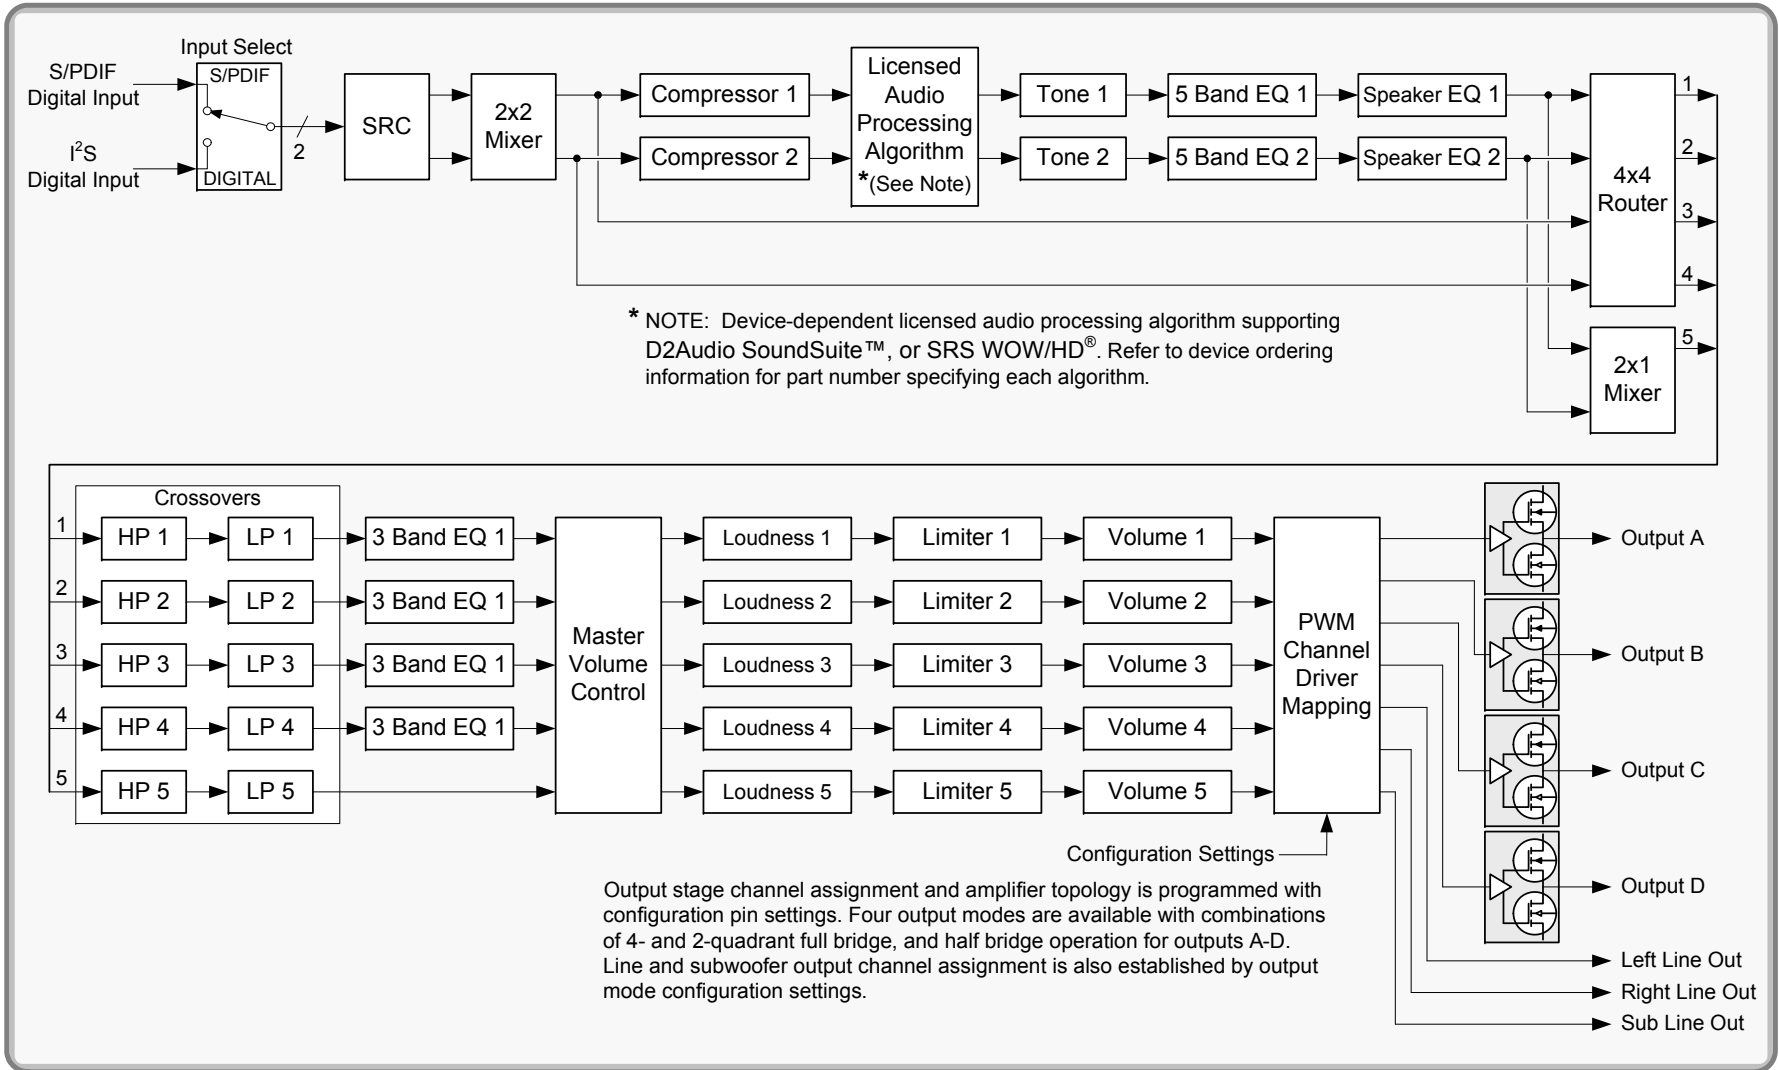 Input Select
S/PDIF
Digital Input
S/PDIF
I²S
Digital Input
DIGITAL
2
SRC
2x2
Mixer
Compressor 1
Compressor 2
Licensed
Audio
Processing
Algorithm
*(See Note)
Tone 1
Tone 2
5 Band EQ 1
5 Band EQ 2
Speaker EQ 1
Speaker EQ 2
4x4
Router
1
2
3
4
2x1
Mixer
5
* NOTE: Device-dependent licensed audio processing algorithm supporting
D2Audio SoundSuite™, or SRS WOW/HD®. Refer to device ordering
information for part number specifying each algorithm.
Crossovers
1
HP 1
LP 1
3 Band EQ 1
2
HP 2
LP 2
3 Band EQ 1
3
HP 3
LP 3
3 Band EQ 1
4
HP 4
LP 4
3 Band EQ 1
5
HP 5
LP 5
Master
Volume
Control
Loudness 1
Limiter 1
Volume 1
Loudness 2
Limiter 2
Volume 2
Loudness 3
Limiter 3
Volume 3
Loudness 4
Limiter 4
Volume 4
Loudness 5
Limiter 5
Volume 5
PWM
Channel
Driver
Mapping
Configuration Settings
Output A
Output B
Output C
Output D
Left Line Out
Right Line Out
Sub Line Out
Output stage channel assignment and amplifier topology is programmed with
configuration pin settings. Four output modes are available with combinations
of 4- and 2-quadrant full bridge, and half bridge operation for outputs A-D.
Line and subwoofer output channel assignment is also established by output
mode configuration settings.